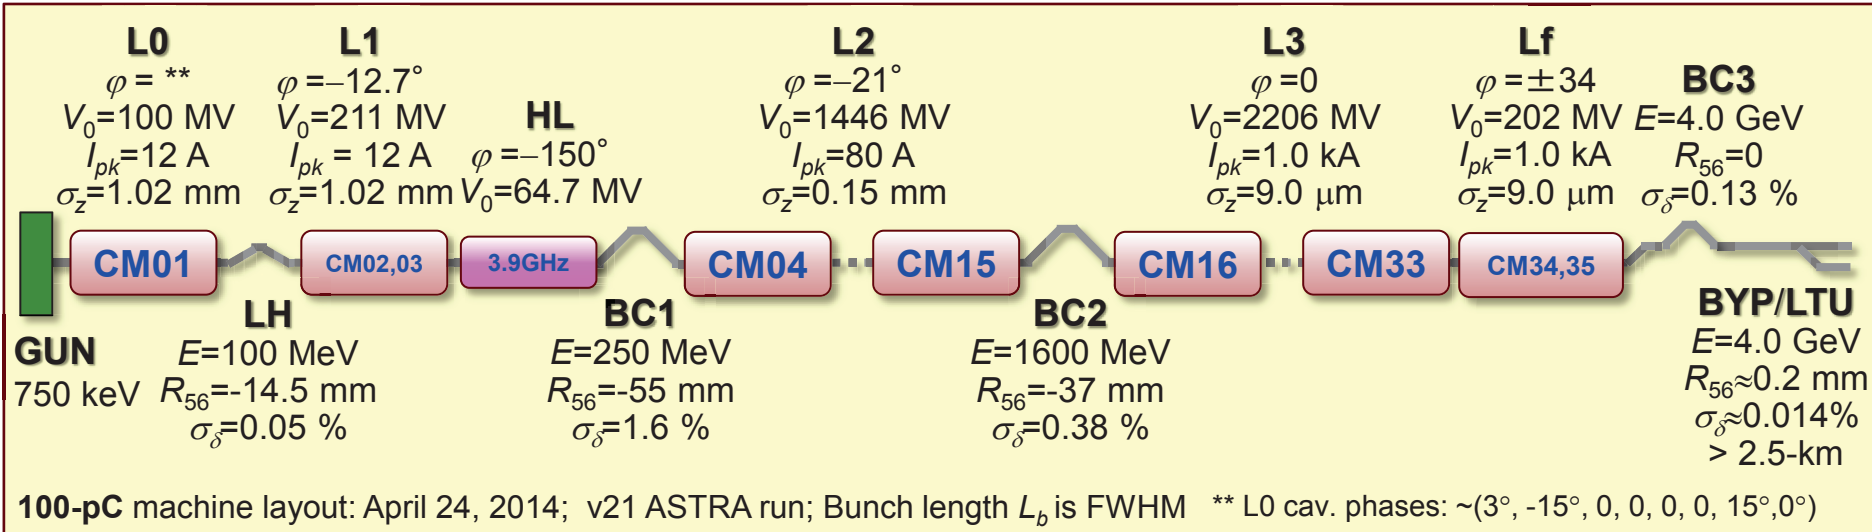 L0
φ = **
V0=100 MV
Ipk=12 A
σz=1.02 mm
L1
φ=–12.7°
V0=211 MV
Ipk = 12 A
σz=1.02 mm
HL
φ=–150°
V0=64.7 MV
L2
φ=–21°
V0=1446 MV
Ipk=80 A
σz=0.15 mm
L3
φ=0
V0=2206 MV
Ipk=1.0 kA
σz=9.0 μm
Lf
φ=±34
V0=202 MV
Ipk=1.0 kA
σz=9.0 μm
BC3
E=4.0 GeV
R56=0
σδ=0.13 %
CM01
CM02,03
3.9GHz
CM04
CM15
CM16
CM33
CM34,35
GUN
750 keV
LH
E=100 MeV
R56=-14.5 mm
σδ=0.05 %
BC1
E=250 MeV
R56=-55 mm
σδ=1.6 %
BC2
E=1600 MeV
R56=-37 mm
σδ=0.38 %
BYP/LTU
E=4.0 GeV
R56≈0.2 mm
σδ≈0.014%
> 2.5-km
100-pC machine layout: April 24, 2014; v21 ASTRA run; Bunch length Lb is FWHM ** L0 cav. phases: ~(3°, -15°, 0, 0, 0, 0, 15°,0°)